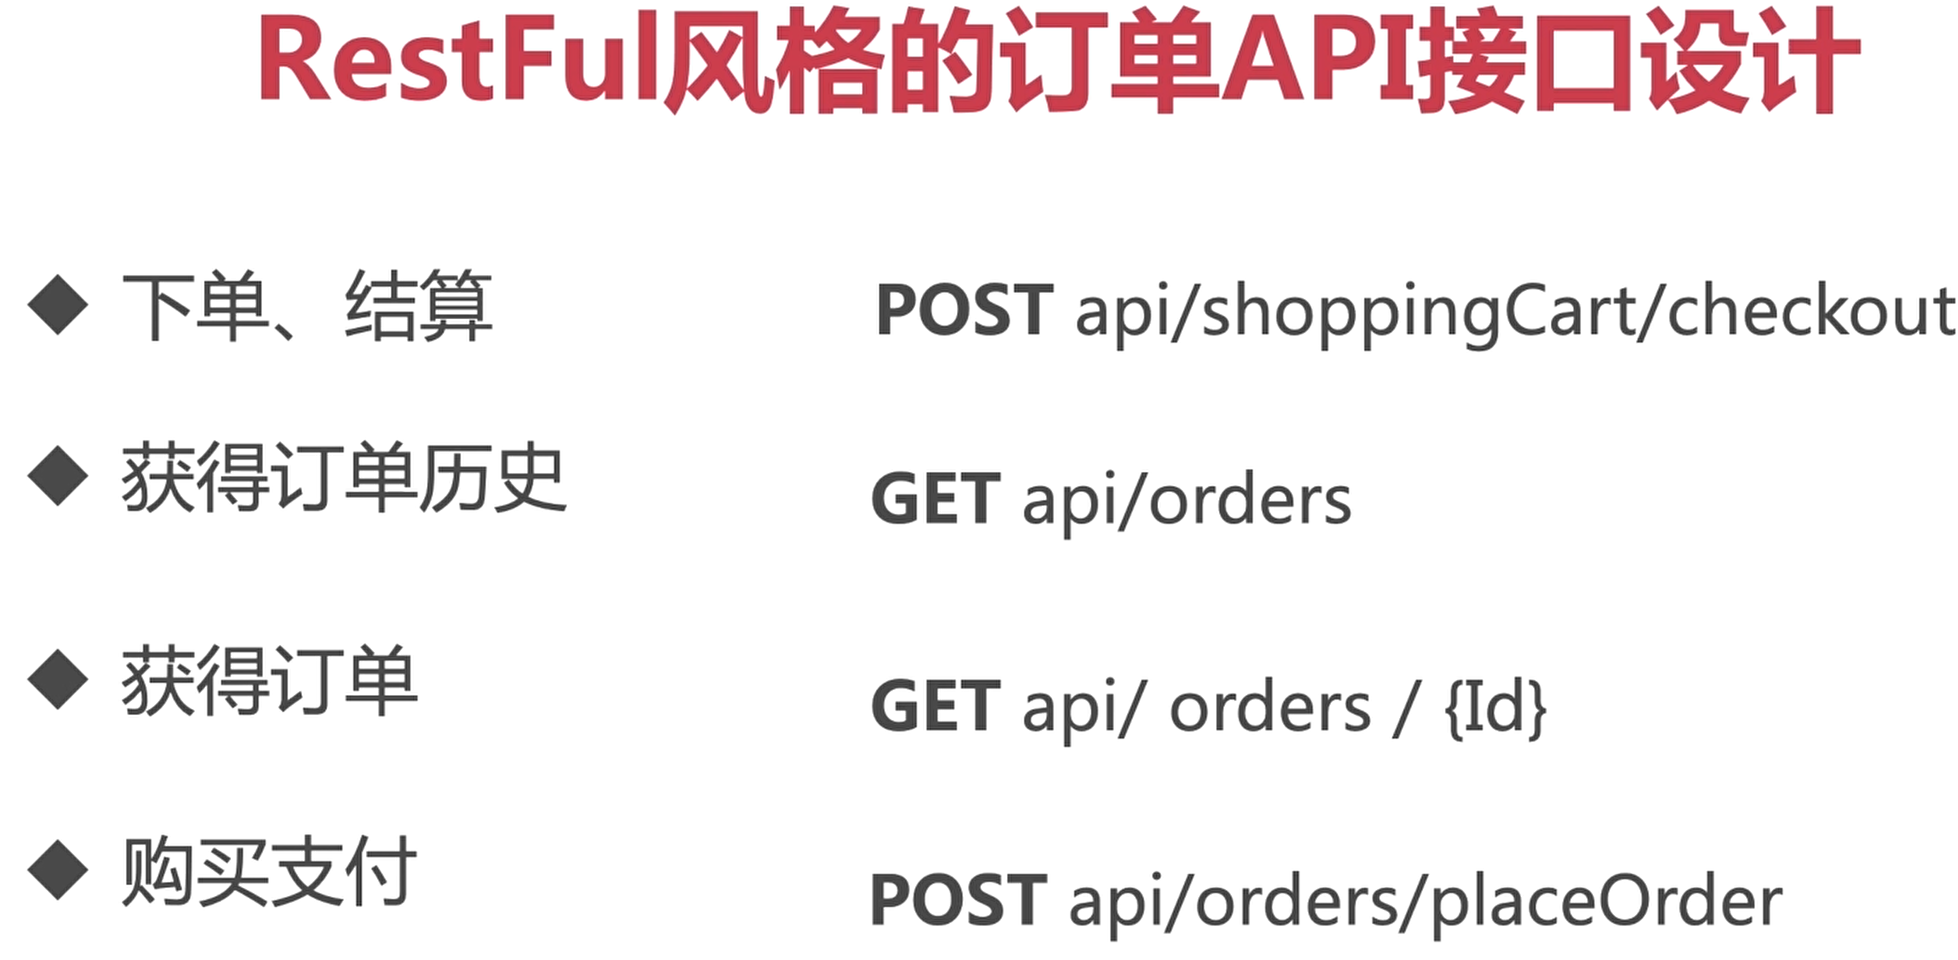 RestFul风格的订单API接口设计
◆ 下单、结算 POST api/shoppingCart/checkout
◆ 获得订单历史 GET api/orders
◆ 获得订单 GET api/ orders / {Id}
◆ 购买支付 POST api/orders/placeOrder